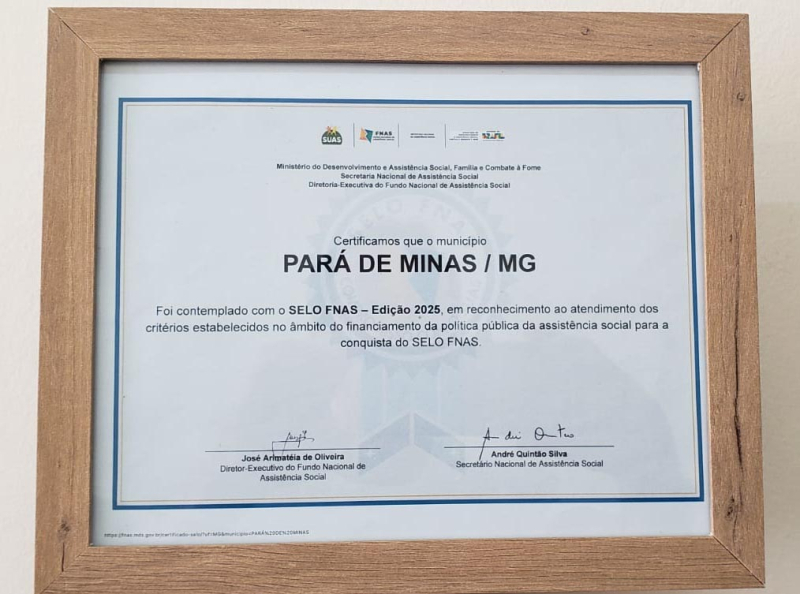 SUAS
FNAS
Ministério do Desenvolvimento e Assistência Social, Família e Combate à Fome
Secretaria Nacional de Assistência Social
Diretoria-Executiva do Fundo Nacional de Assistência Social
SELO FNAS
Certificamos que o município
PARÁ DE MINAS / MG
Foi contemplado com o SELO FNAS – Edição 2025, em reconhecimento ao atendimento dos
critérios estabelecidos no âmbito do financiamento da política pública da assistência social para a
conquista do SELO FNAS.
José Arimatéia de Oliveira
Diretor-Executivo do Fundo Nacional de
Assistência Social
André Quintão Silva
Secretário Nacional de Assistência Social